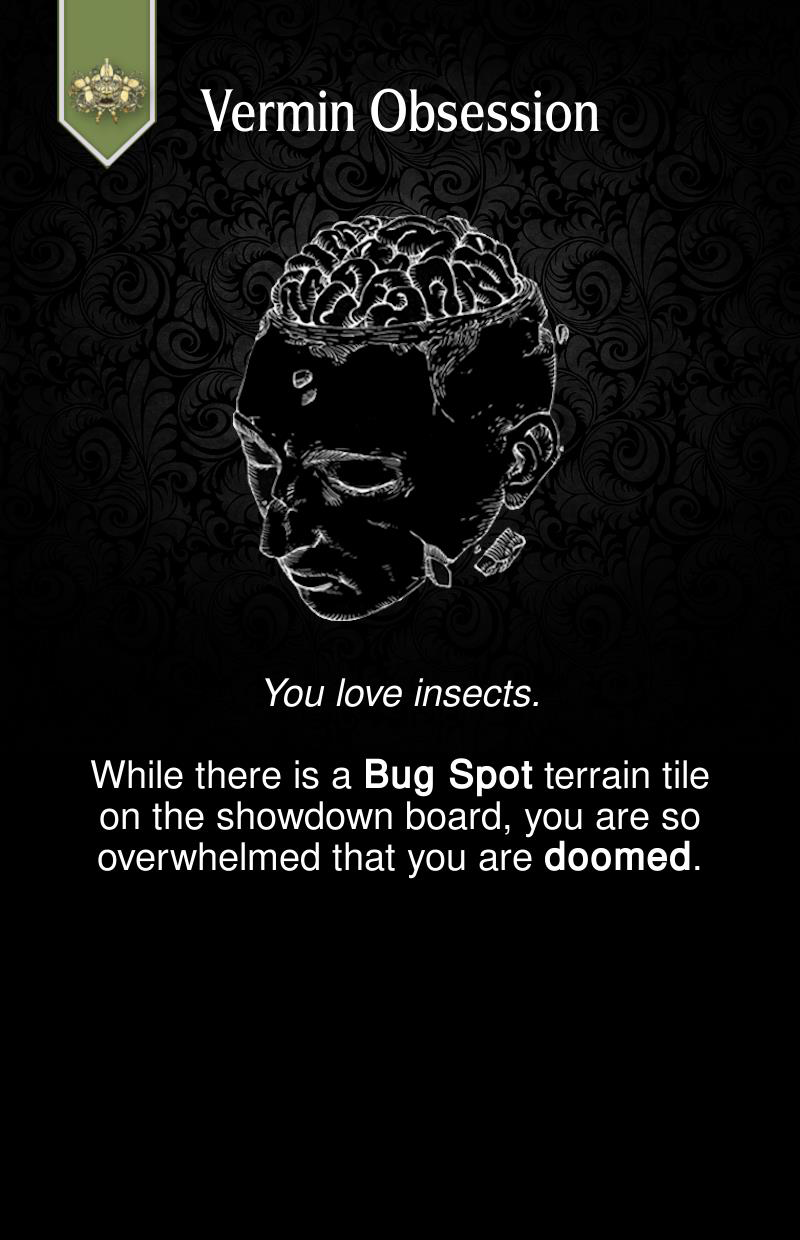 Vermin Obsession
You love insects.
While there is a Bug Spot terrain tile
on the showdown board, you are so
overwhelmed that you are doomed.